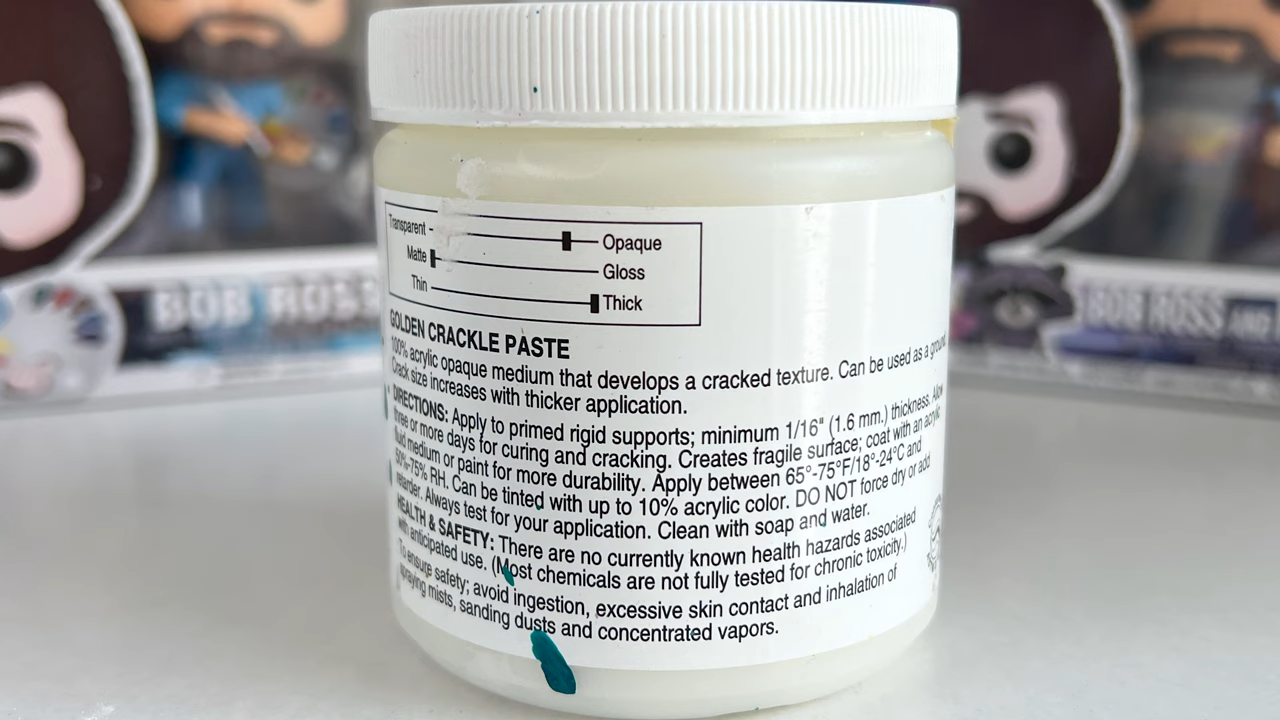 Transparent
Opaque
Matte
Gloss
Thin
Thick
GOLDEN CRACKLE PASTE
100% acrylic opaque medium that develops a cracked texture. Can be used as a ground.
Crack size increases with thicker application.
DIRECTIONS: Apply to primed rigid supports; minimum 1/16" (1.6 mm.) thickness. Allow
three or more days for curing and cracking. Creates fragile surface; coat with an acrylic
fluid medium or paint for more durability. Apply between 65°-75°F/18°-24°C and
50%-75% RH. Can be tinted with up to 10% acrylic color. DO NOT force dry or add
retarder. Always test for your application. Clean with soap and water.
HEALTH & SAFETY: There are no currently known health hazards associated
with anticipated use. (Most chemicals are not fully tested for chronic toxicity.)
To ensure safety; avoid ingestion, excessive skin contact and inhalation of
spraying mists, sanding dusts and concentrated vapors.
BOB ROSS
BOB ROSS AND